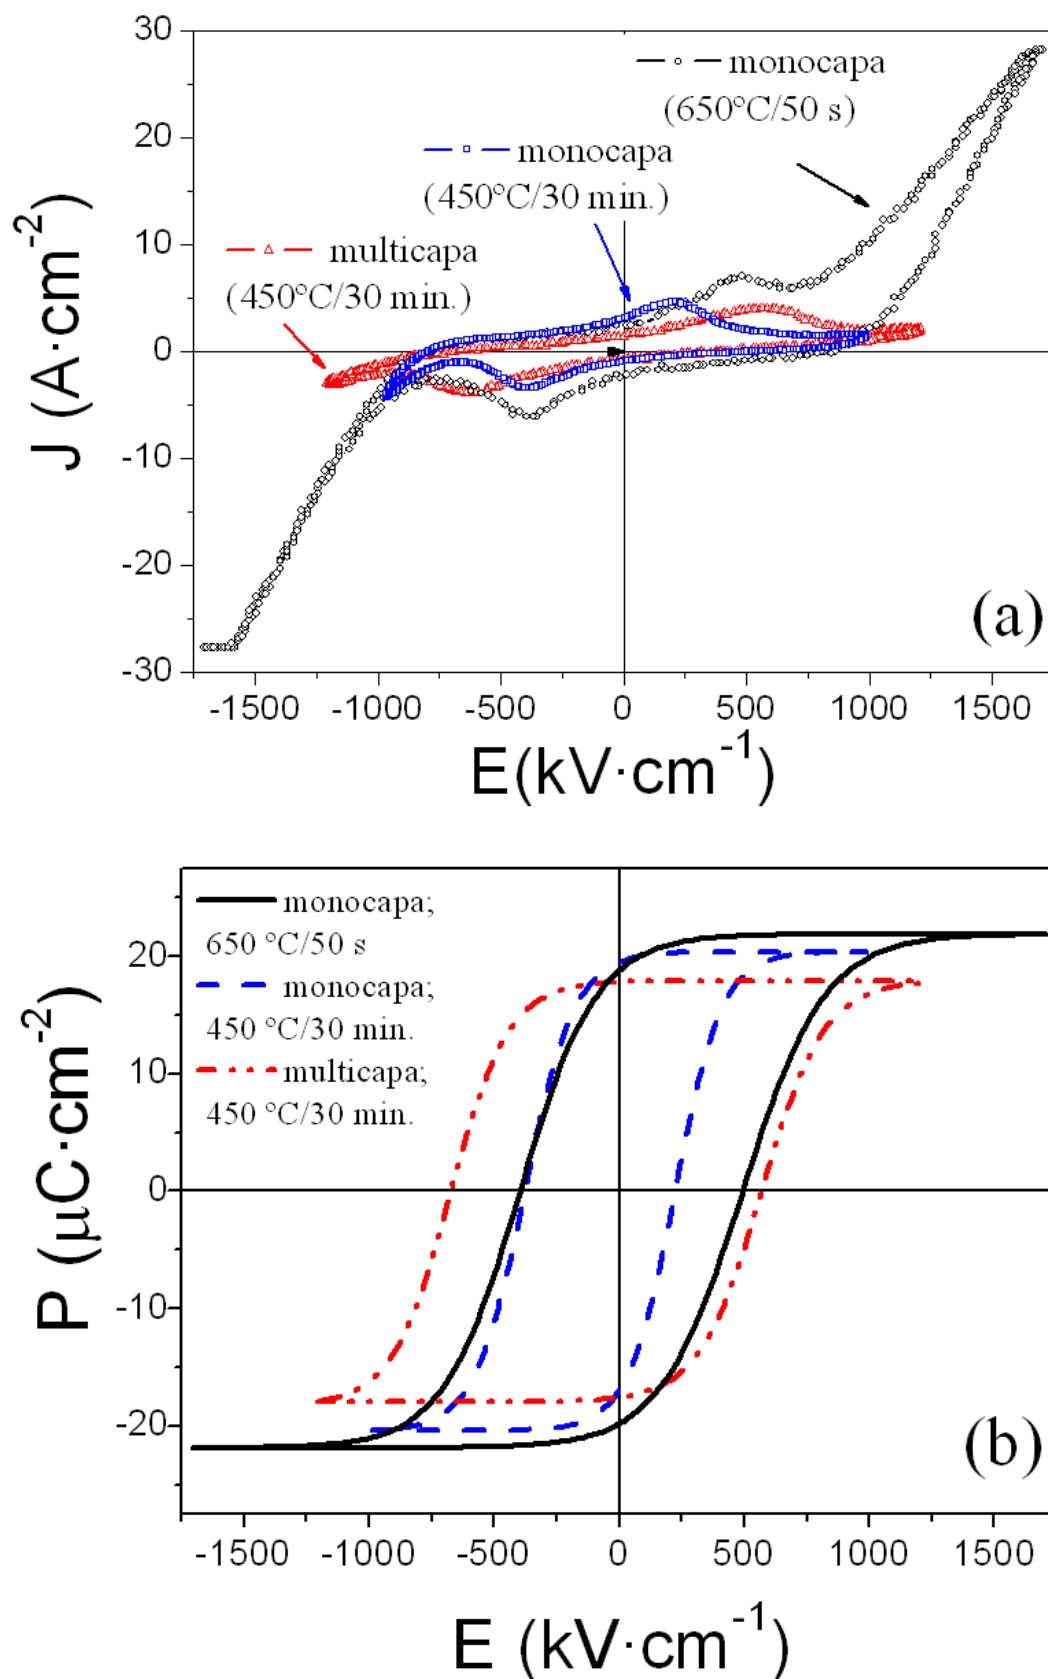 30
20
10
0
-10
-20
-30
J (A·cm⁻²)
monocapa
(650°C/50 s)
monocapa
(450°C/30 min.)
multicapa
(450°C/30 min.)
(a)
-1500 -1000 -500 0 500 1000 1500
E(kV·cm⁻¹)
20
10
0
-10
-20
P (μC·cm⁻²)
monocapa;
650 °C/50 s
monocapa;
450 °C/30 min.
multicapa;
450 °C/30 min.
(b)
-1500 -1000 -500 0 500 1000 1500
E (kV·cm⁻¹)